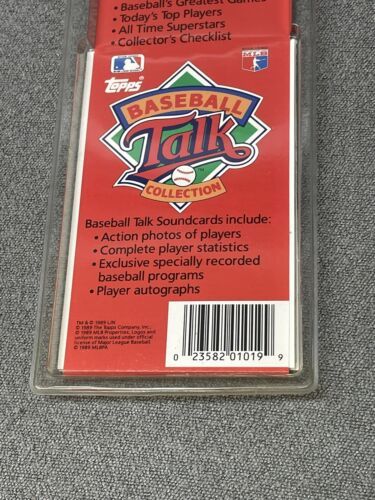 • Baseball's Greatest Games
• Today's Top Players
• All Time Superstars
• Collector's Checklist
Topps
MLB
BASEBALL
Talk
TM
COLLECTION
Baseball Talk Soundcards include:
• Action photos of players
• Complete player statistics
• Exclusive specially recorded
baseball programs
• Player autographs
TM & © 1989 LJN
© 1989 The Topps Company, Inc.
© 1989 MLB Properties. Logos and
uniform marks used under official
license of Major League Baseball
© 1989 MLBPA
0 23582 01019 9